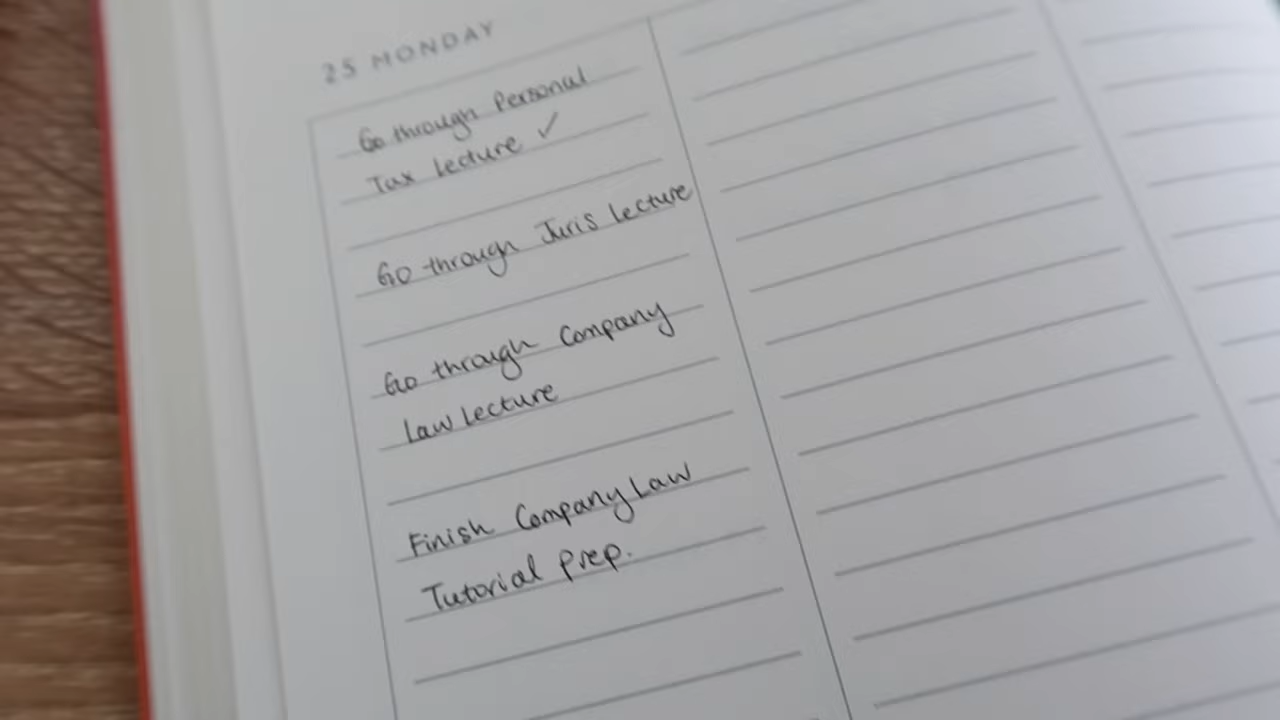 25 MONDAY
Go through Personal
Tax lecture ✓
Go through Juris lecture
Go through Company
Law lecture
Finish Company Law
Tutorial Prep.